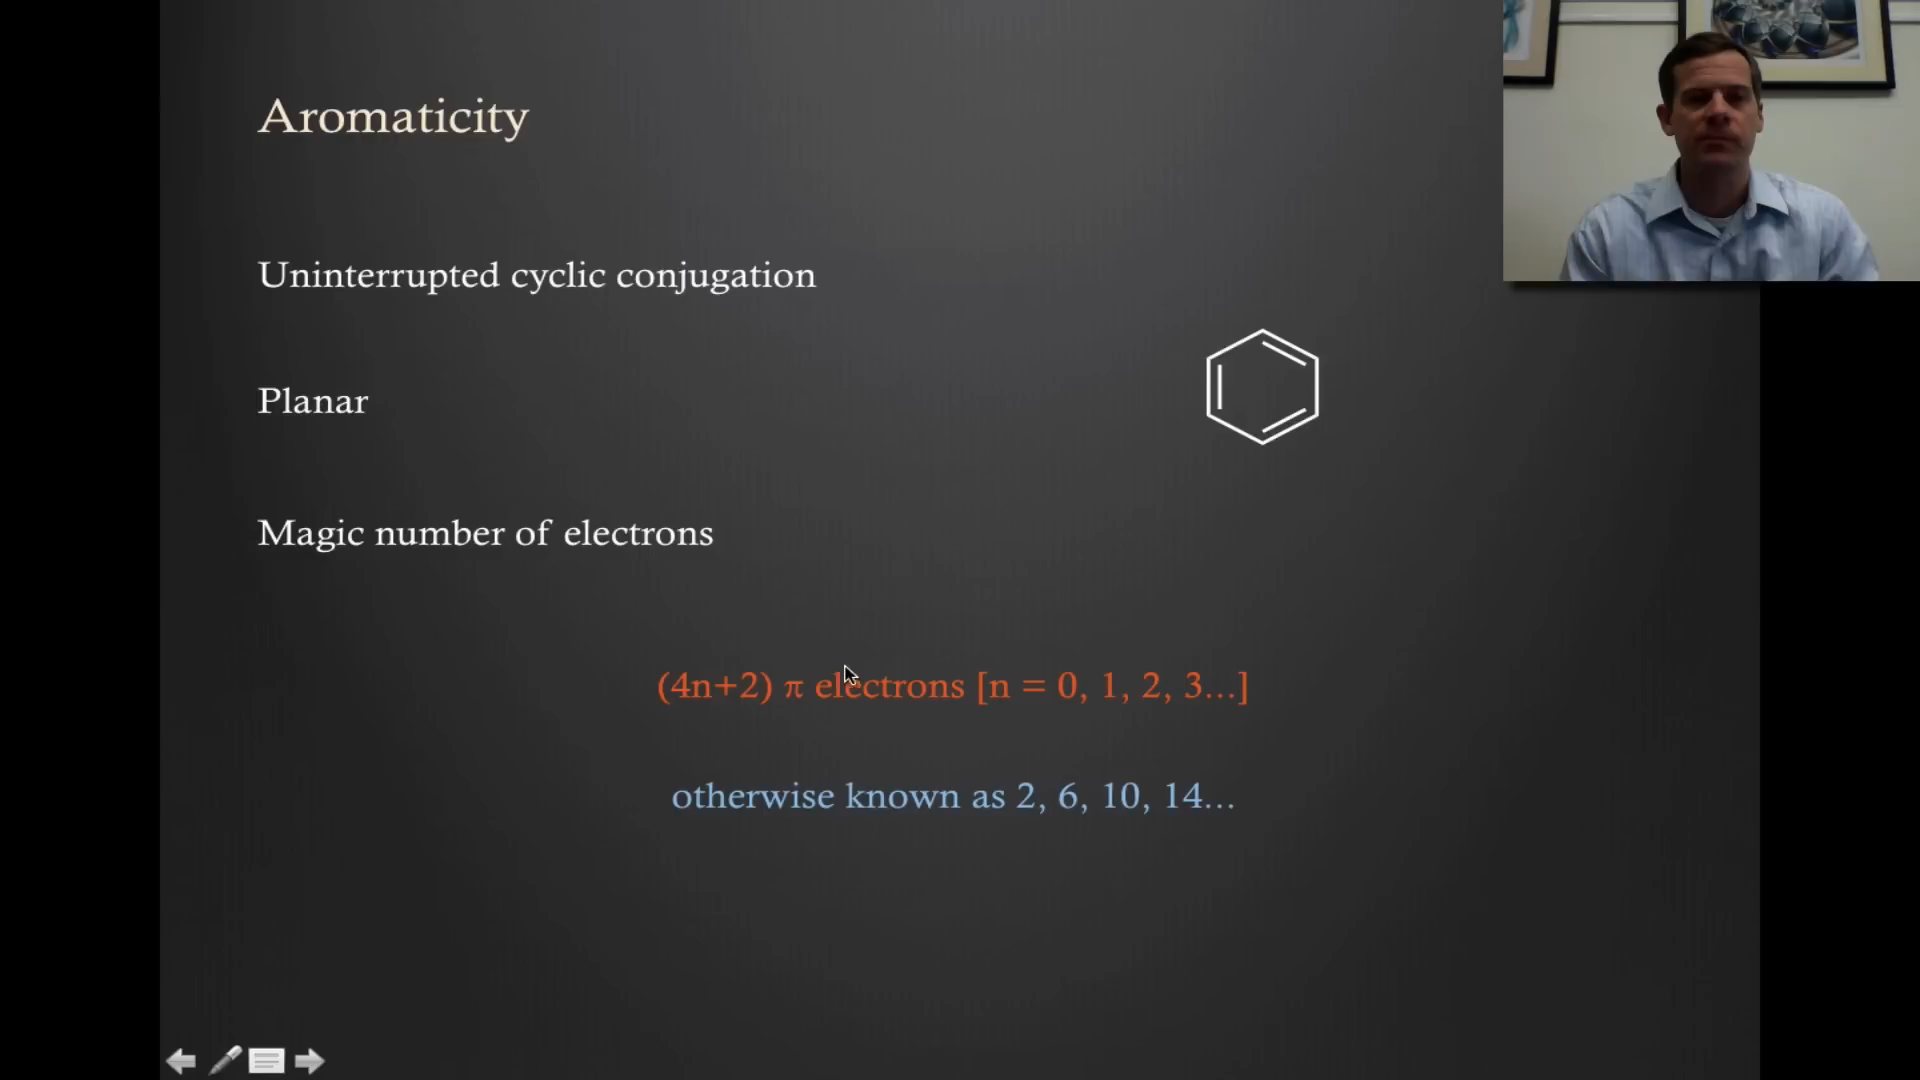 Aromaticity
Uninterrupted cyclic conjugation
Planar
Magic number of electrons
(4n+2) π electrons [n = 0, 1, 2, 3...]
otherwise known as 2, 6, 10, 14...